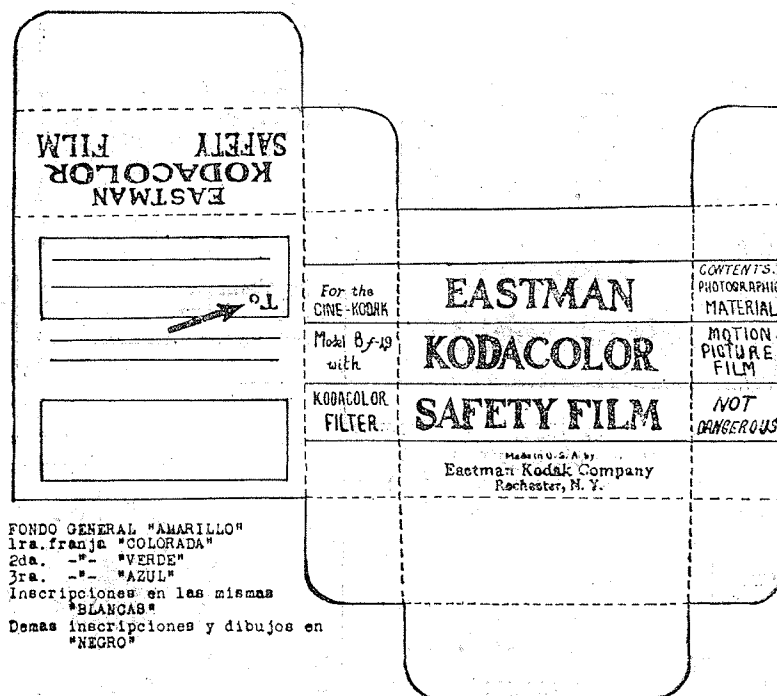 EASTMAN
KODACOLOR
SAFETY FILM
To
For the
CINE-KODAK
Model B f-1.9
with
KODACOLOR
FILTER.
EASTMAN
KODACOLOR
SAFETY FILM
Made in U.S.A. by
Eastman Kodak Company
Rochester, N. Y.
CONTENTS:
PHOTOGRAPHIC
MATERIAL
MOTION
PICTURE
FILM
NOT
DANGEROUS
FONDO GENERAL "AMARILLO"
1ra.franja "COLORADA"
2da. -"- "VERDE"
3ra. -"- "AZUL"
Inscripciones en las mismas
"BLANCAS"
Demas inscripciones y dibujos en
"NEGRO"